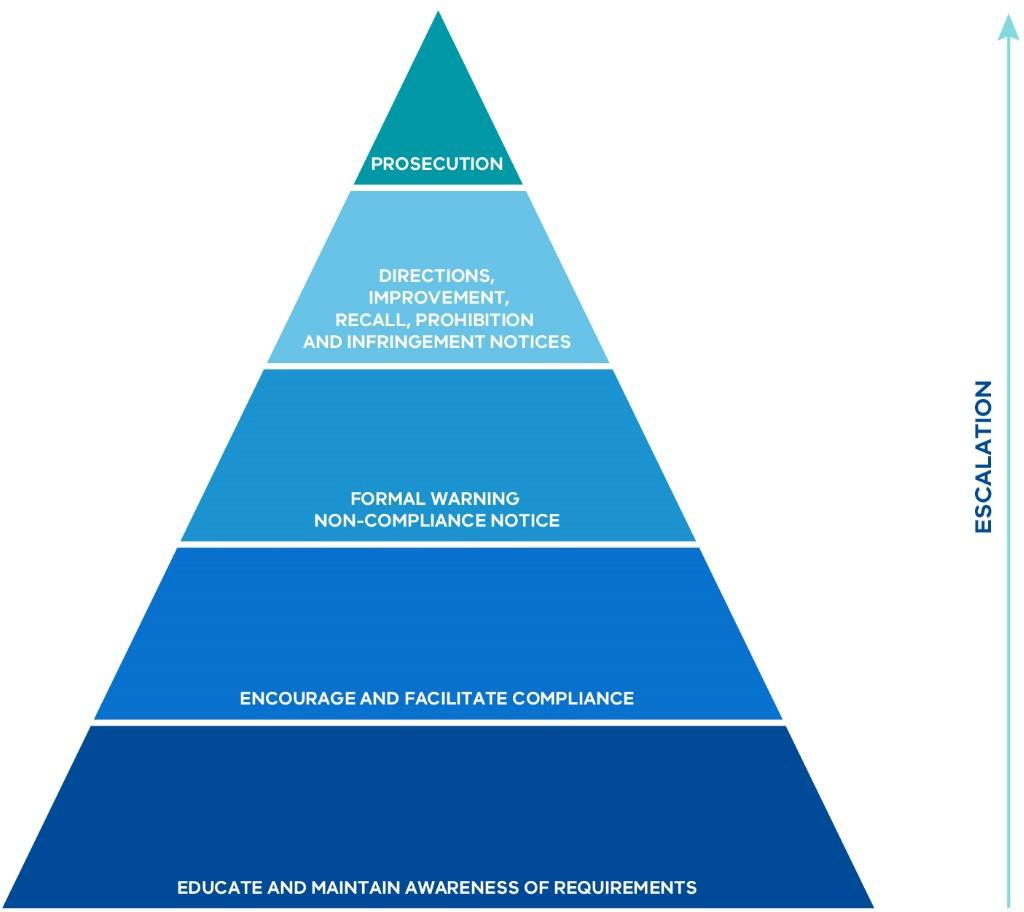 PROSECUTION
DIRECTIONS,
IMPROVEMENT,
RECALL, PROHIBITION
AND INFRINGEMENT NOTICES
FORMAL WARNING
NON-COMPLIANCE NOTICE
ENCOURAGE AND FACILITATE COMPLIANCE
EDUCATE AND MAINTAIN AWARENESS OF REQUIREMENTS
ESCALATION